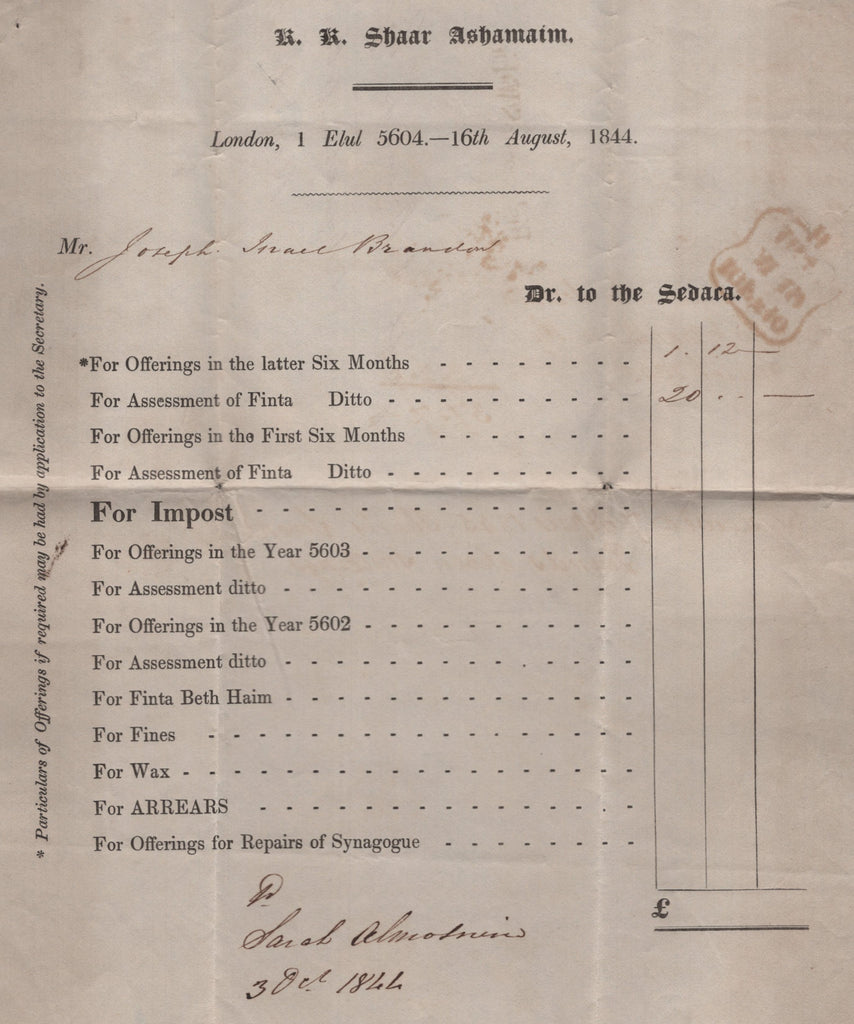 K. K. Shaar Ashamaim.
London, 1 Elul 5604.—16th August, 1844.
Mr. Joseph Israel Brandon
Dr. to the Sedaca.
*For Offerings in the latter Six Months - - - - - - - - 1. 12 —
For Assessment of Finta Ditto - - - - - - - - - - 20 . . —
For Offerings in the First Six Months - - - - - - - -
For Assessment of Finta Ditto - - - - - - - - - -
For Impost - - - - - - - - - - - - - - -
For Offerings in the Year 5603 - - - - - - - - - - -
For Assessment ditto - - - - - - - - - - - - - -
For Offerings in the Year 5602 - - - - - - - - - - -
For Assessment ditto - - - - - - - - - - - - - -
For Finta Beth Haim - - - - - - - - - - - - - -
For Fines - - - - - - - - - - - - - - - - -
For Wax - - - - - - - - - - - - - - - - - -
For ARREARS - - - - - - - - - - - - - - -
For Offerings for Repairs of Synagogue - - - - - - - -
£
Pd
Sarah Almosnino
3 Oct 1844
* Particulars of Offerings if required may be had by application to the Secretary.